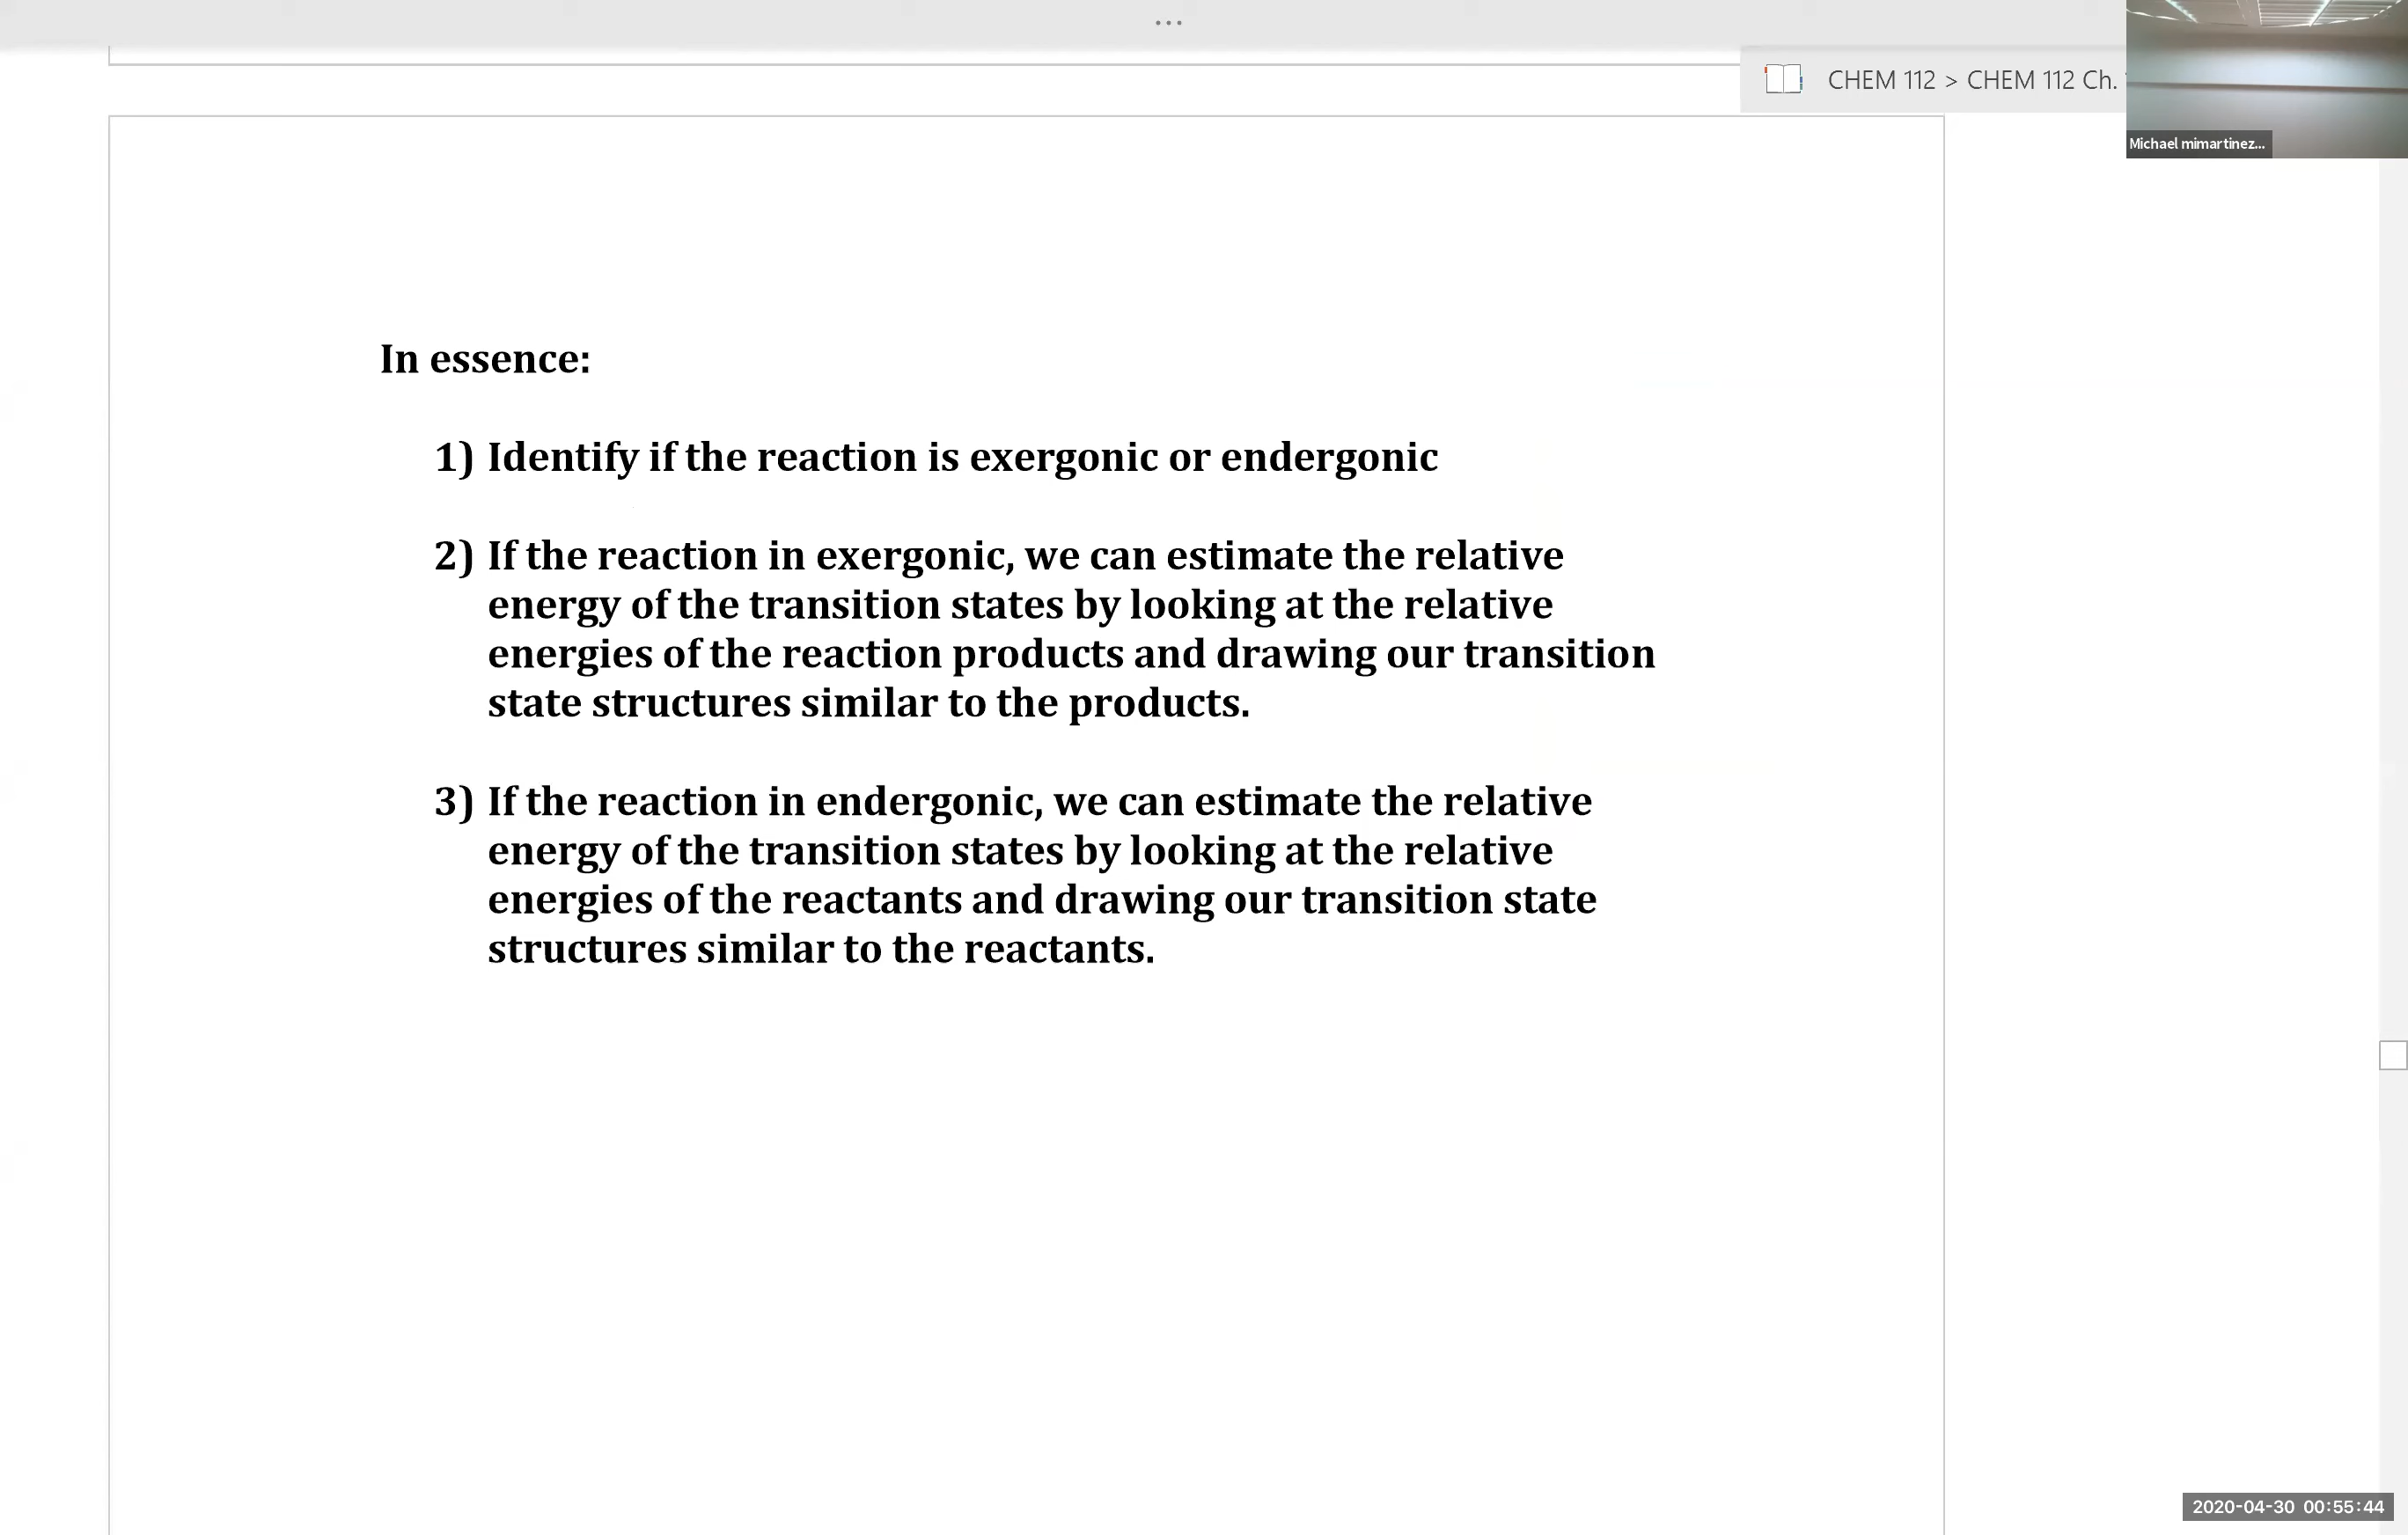 ...
CHEM 112 > CHEM 112 Ch.
Michael mimartinez...
In essence:
1) Identify if the reaction is exergonic or endergonic
2) If the reaction in exergonic, we can estimate the relative
energy of the transition states by looking at the relative
energies of the reaction products and drawing our transition
state structures similar to the products.
3) If the reaction in endergonic, we can estimate the relative
energy of the transition states by looking at the relative
energies of the reactants and drawing our transition state
structures similar to the reactants.
2020-04-30 00:55:44